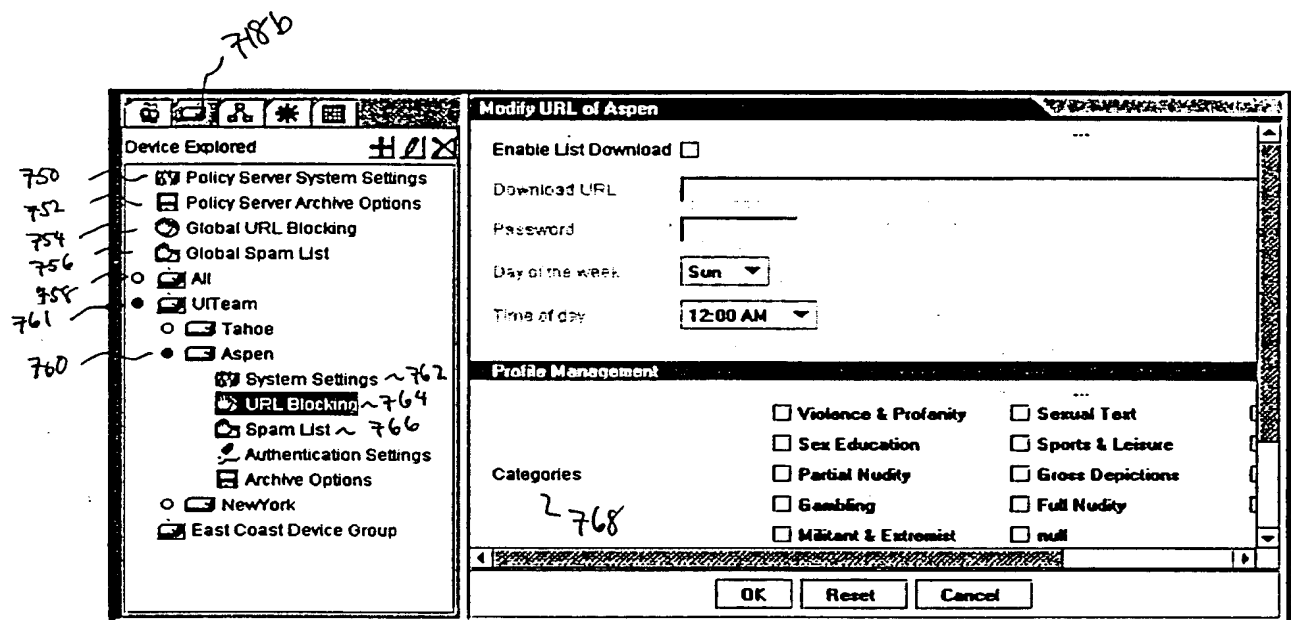 718b
Device Explored
750 Policy Server System Settings
752 Policy Server Archive Options
754 Global URL Blocking
756 Global Spam List
758 All
761 UITeam
Tahoe
760 Aspen
System Settings ~762
URL Blocking ~764
Spam List ~ 766
Authentication Settings
Archive Options
NewYork
East Coast Device Group
Modify URL of Aspen
...
Enable List Download
Download URL
Password
Day of the week Sun
Time of day 12:00 AM
Profile Management
...
Violence & Profanity Sexual Text
Sex Education Sports & Leisure
Categories Partial Nudity Gross Depictions
768 Gambling Full Nudity
Militant & Extremist null
OK Reset Cancel